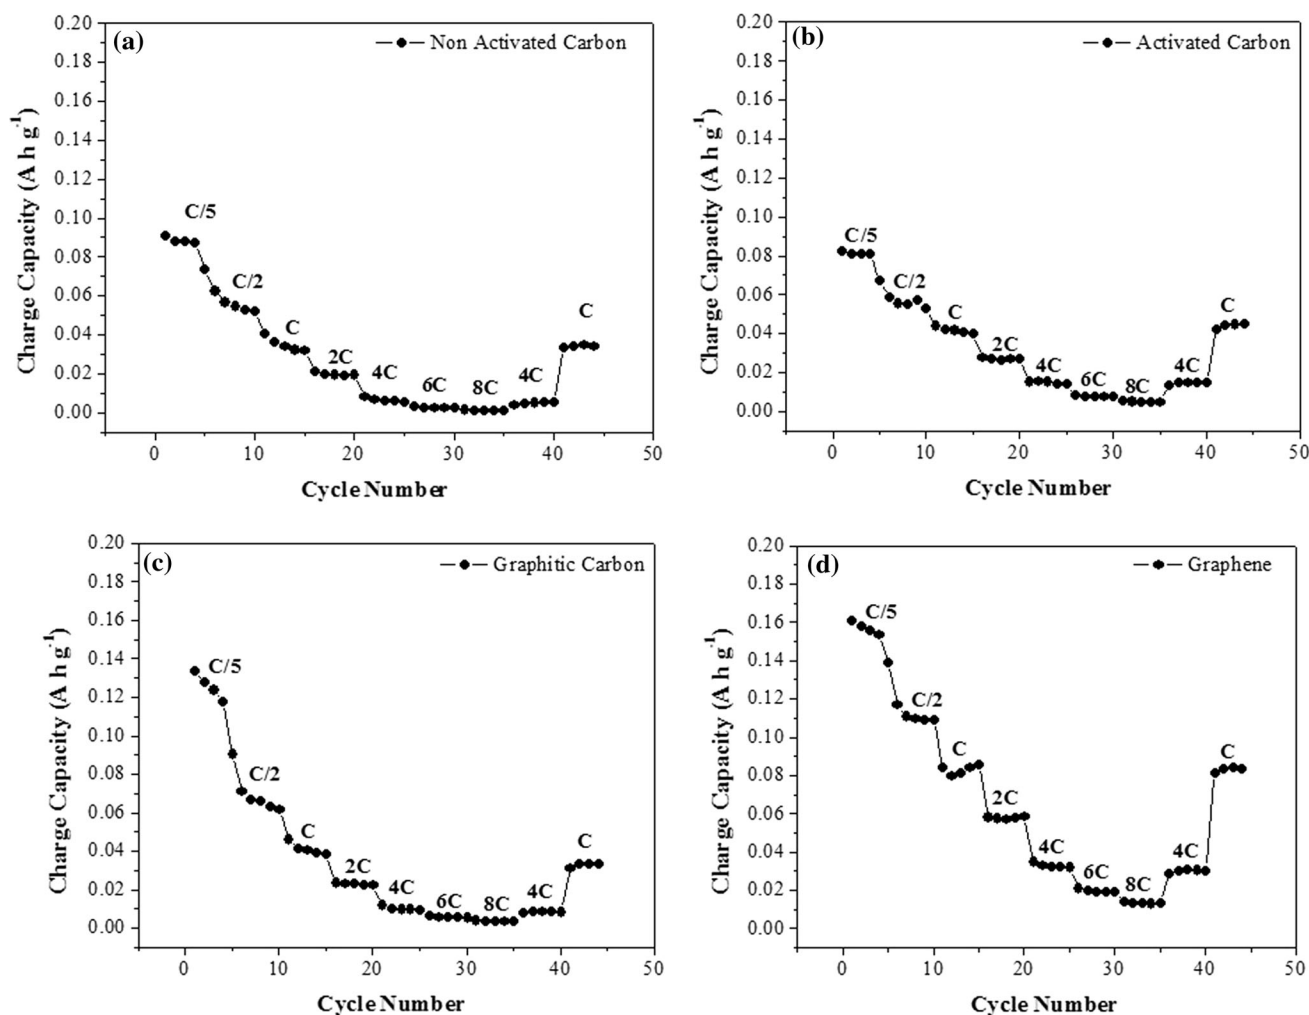 (a)
Non Activated Carbon
Charge Capacity (A h g⁻¹)
0.20
0.18
0.16
0.14
0.12
0.10
0.08
0.06
0.04
0.02
0.00
C/5
C/2
C
2C
4C
6C
8C
4C
C
0
10
20
30
40
50
Cycle Number
(b)
Activated Carbon
Charge Capacity (A h g⁻¹)
0.20
0.18
0.16
0.14
0.12
0.10
0.08
0.06
0.04
0.02
0.00
C/5
C/2
C
2C
4C
6C
8C
4C
C
0
10
20
30
40
50
Cycle Number
(c)
Graphitic Carbon
Charge Capacity (A h g⁻¹)
0.20
0.18
0.16
0.14
0.12
0.10
0.08
0.06
0.04
0.02
0.00
C/5
C/2
C
2C
4C
6C
8C
4C
C
0
10
20
30
40
50
Cycle Number
(d)
Graphene
Charge Capacity (A h g⁻¹)
0.20
0.18
0.16
0.14
0.12
0.10
0.08
0.06
0.04
0.02
0.00
C/5
C/2
C
2C
4C
6C
8C
4C
C
0
10
20
30
40
50
Cycle Number